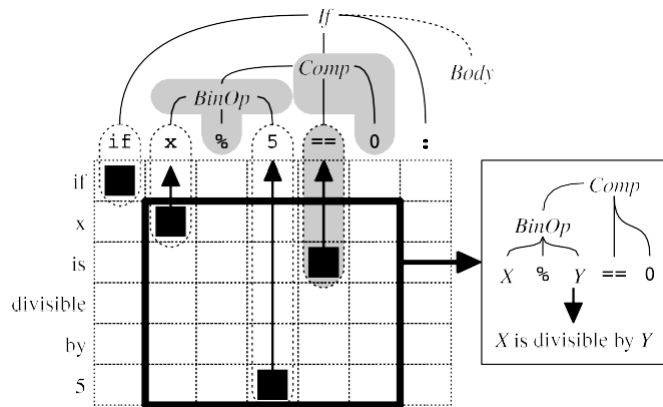 If
Comp
Body
BinOp
if x % 5 == 0 :
if
x
is
divisible
by
5
Comp
BinOp
X % Y == 0
X is divisible by Y